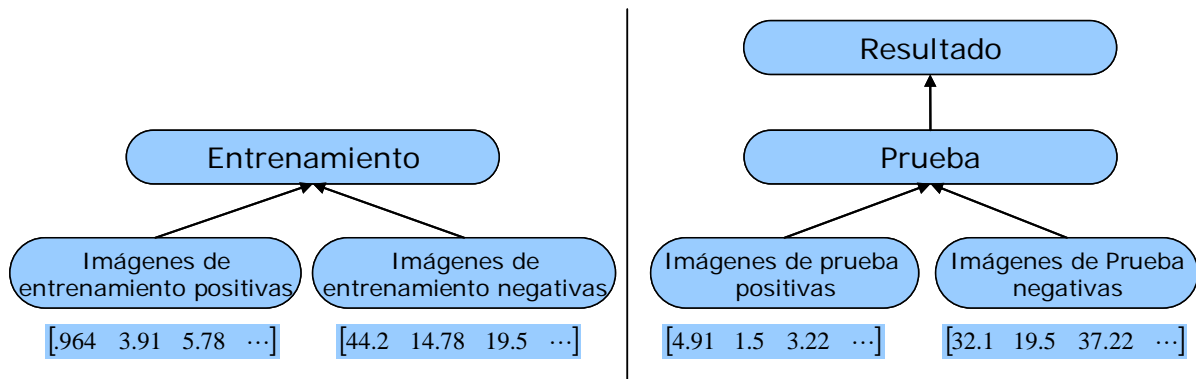 Entrenamiento
Imágenes de
entrenamiento positivas
Imágenes de
entrenamiento negativas
[.964 3.91 5.78 ⋯]
[44.2 14.78 19.5 ⋯]
Resultado
Prueba
Imágenes de prueba
positivas
Imágenes de Prueba
negativas
[4.91 1.5 3.22 ⋯]
[32.1 19.5 37.22 ⋯]